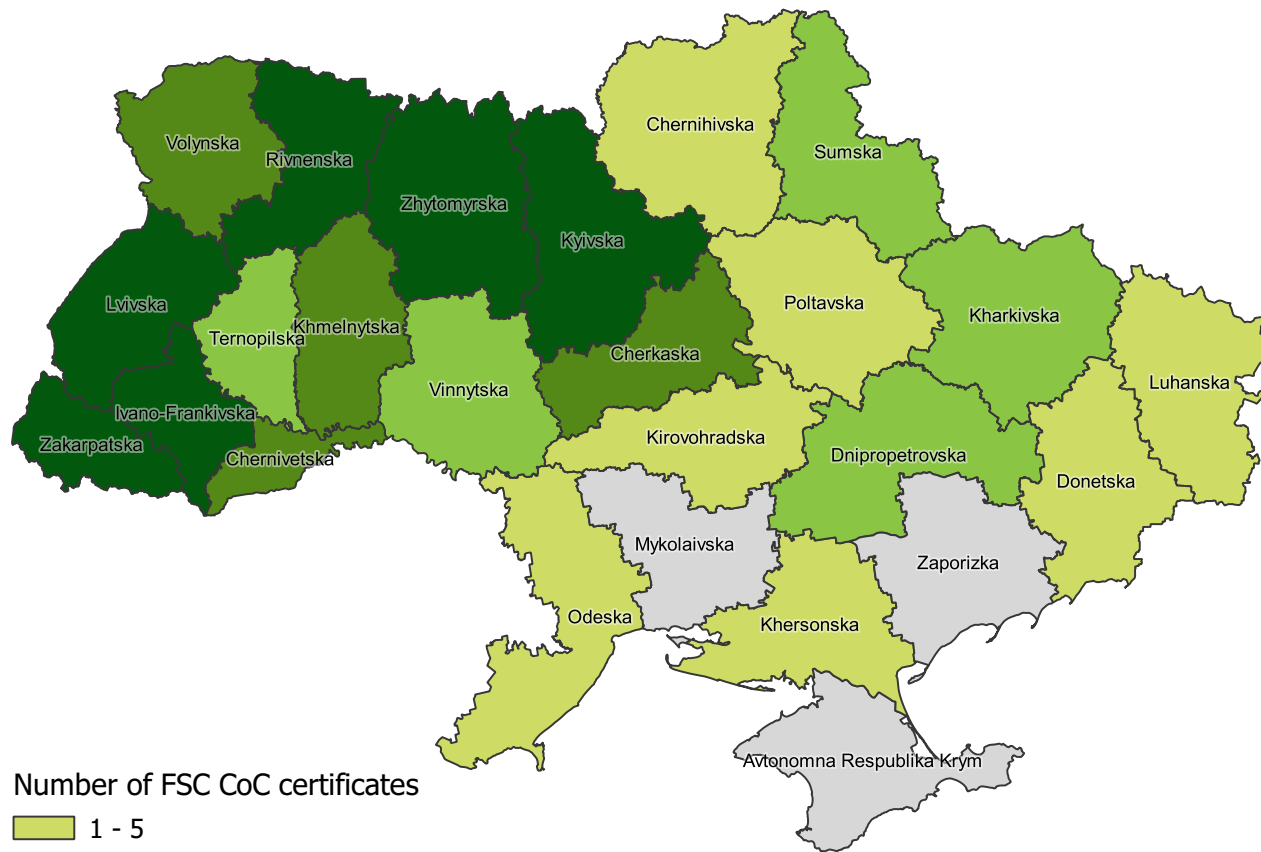 Chernihivska
Volynska
Sumska
Rivnenska
Zhytomyrska
Kyivska
Lvivska
Poltavska
Kharkivska
Khmelnytska
Ternopilska
Cherkaska
Luhanska
Vinnytska
Ivano-Frankivska
Kirovohradska
Zakarpatska
Chernivetska
Dnipropetrovska
Donetska
Mykolaivska
Zaporizka
Odeska
Khersonska
Avtonomna Respublika Krym
Number of FSC CoC certificates
1 - 5